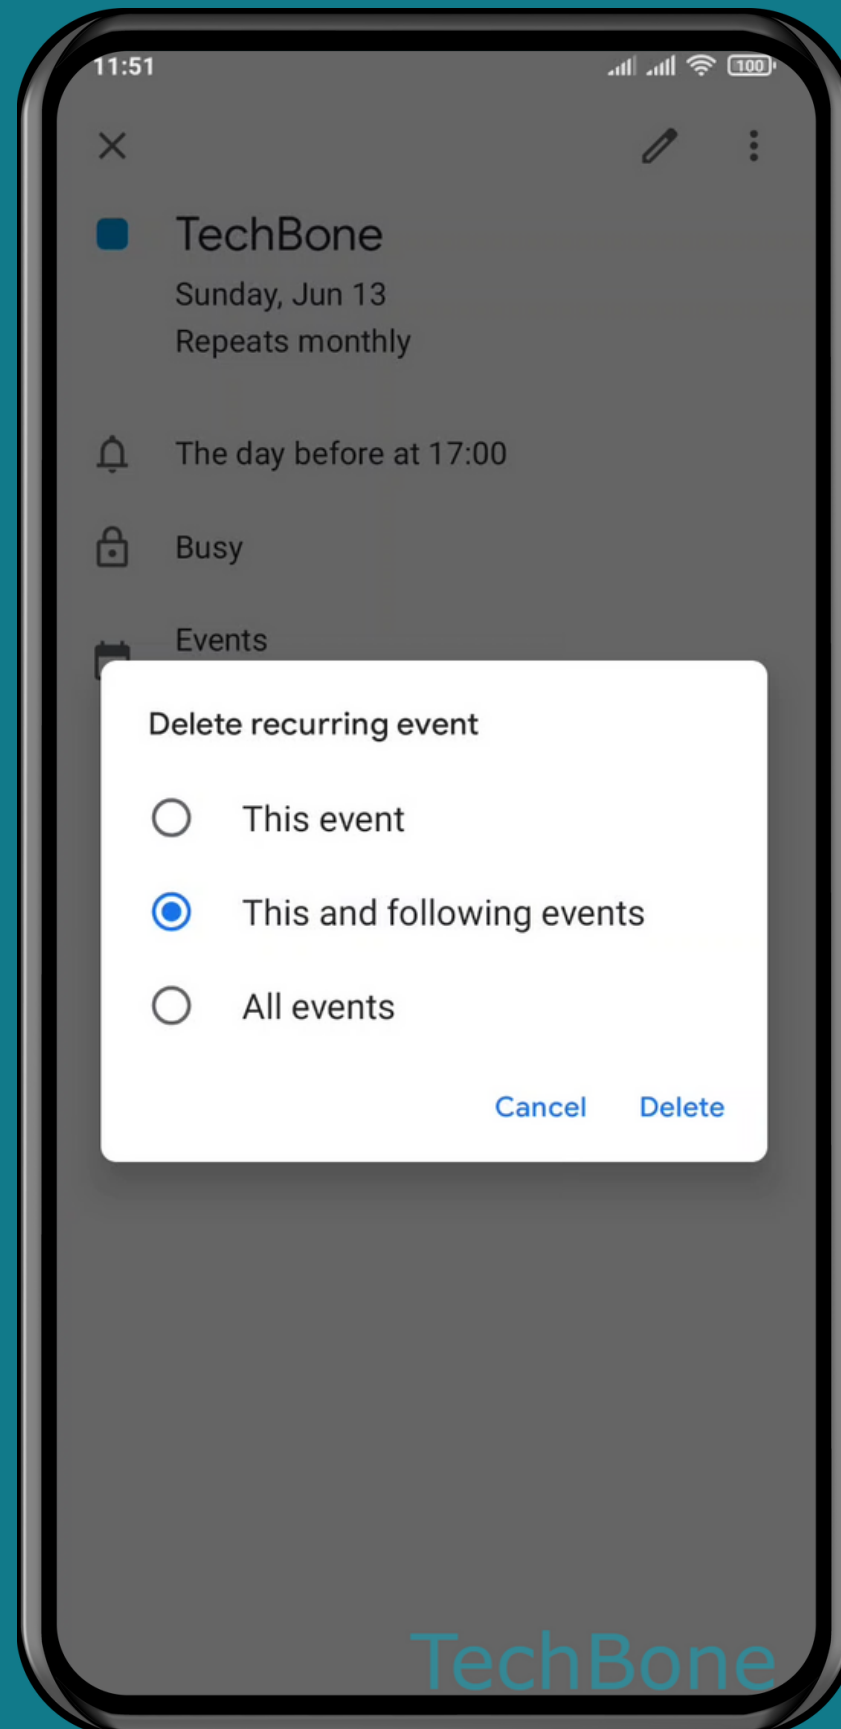 11:51
100
TechBone
Sunday, Jun 13
Repeats monthly
The day before at 17:00
Busy
Events
Delete recurring event
This event
This and following events
All events
Cancel Delete
TechBone